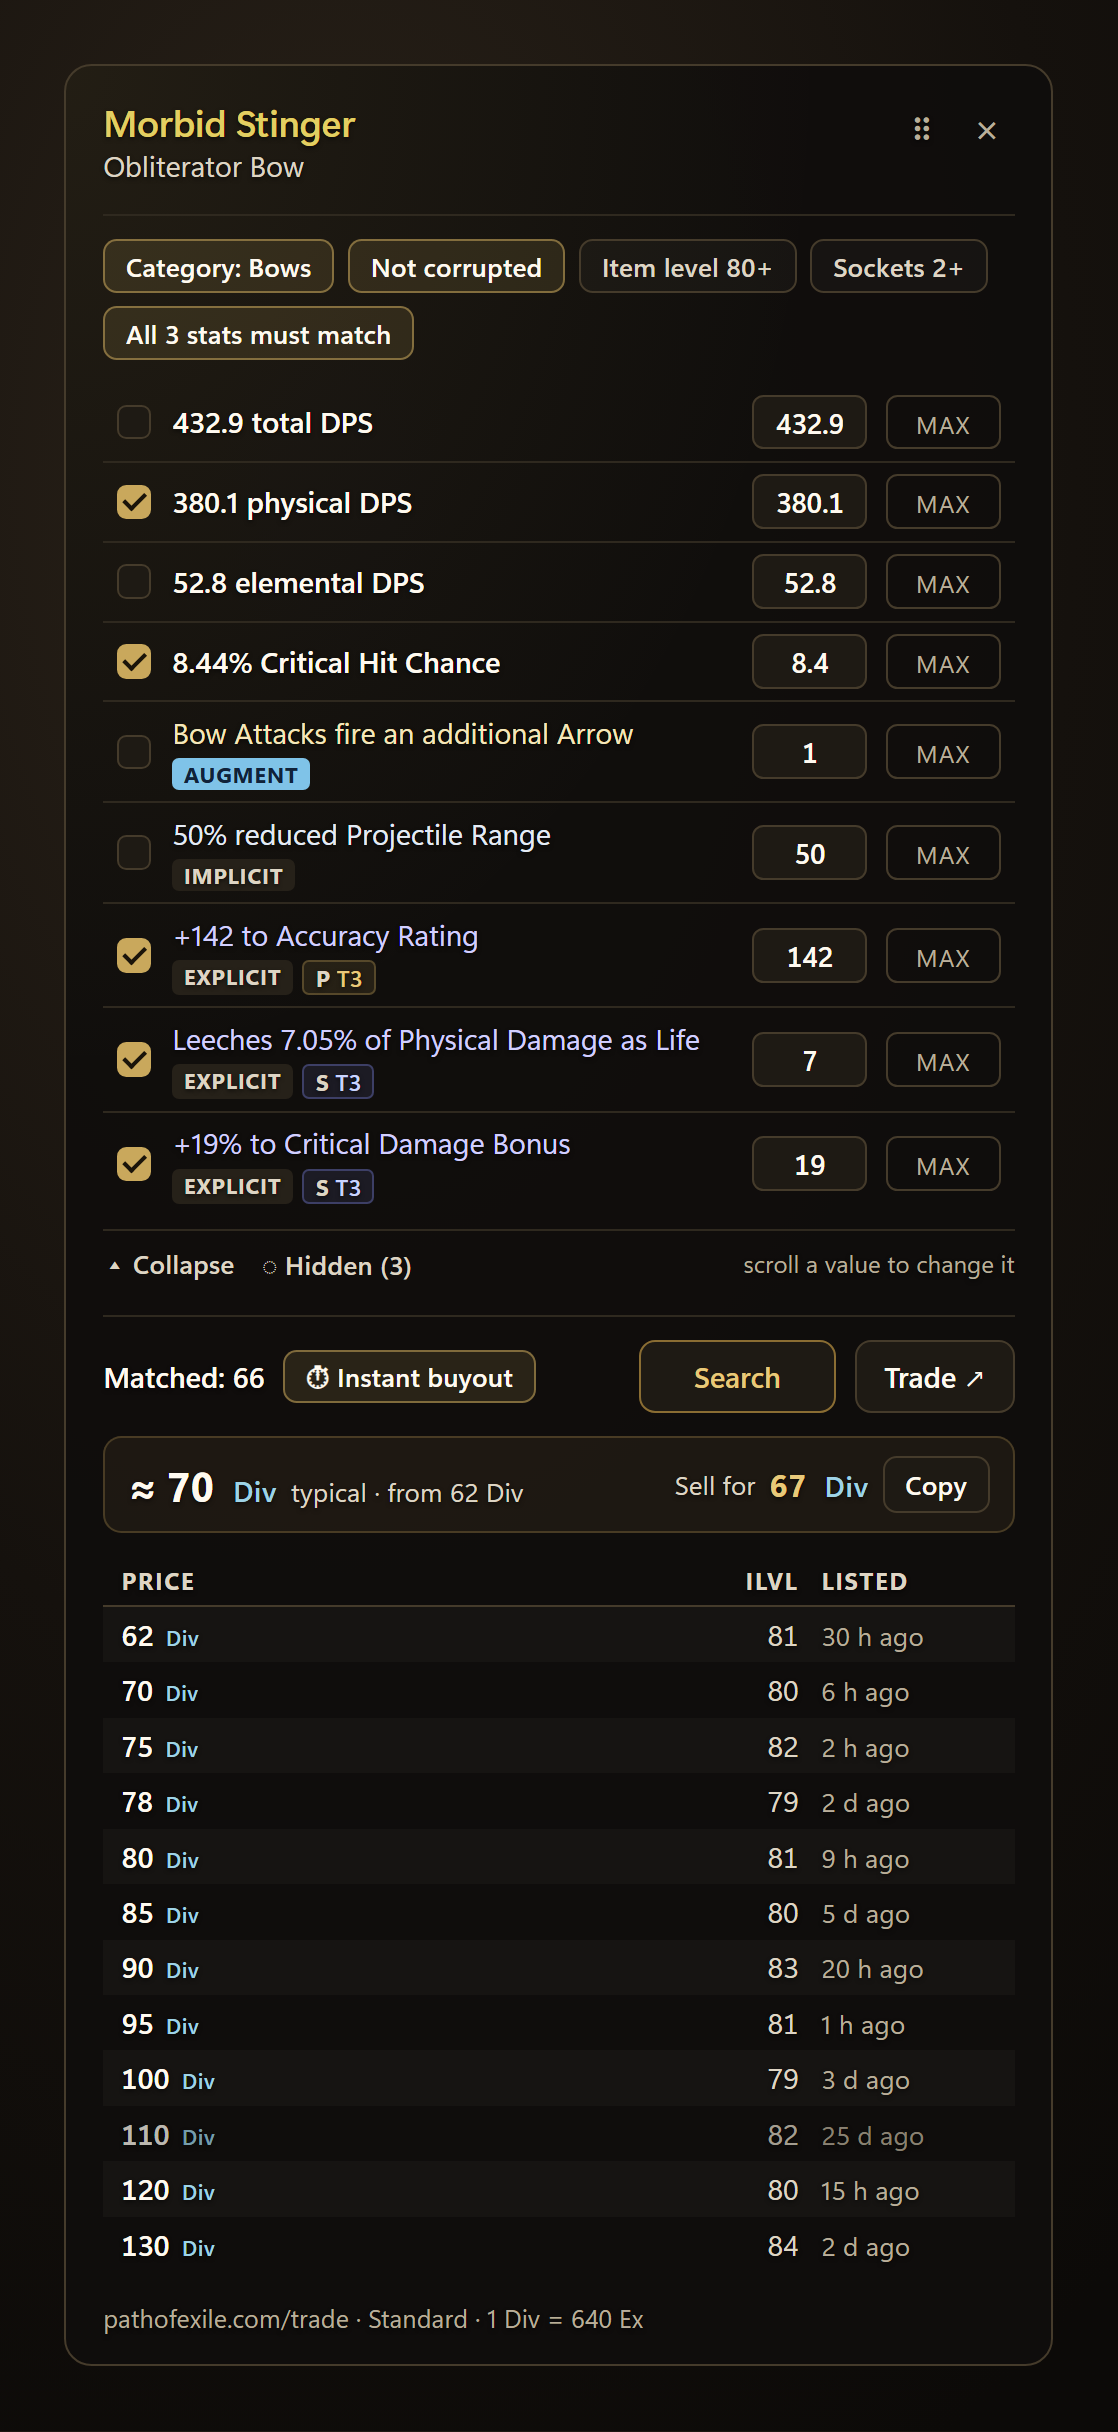 Morbid Stinger
Obliterator Bow
Category: Bows
Not corrupted
Item level 80+
Sockets 2+
All 3 stats must match
432.9 total DPS 432.9 MAX
380.1 physical DPS 380.1 MAX
52.8 elemental DPS 52.8 MAX
8.44% Critical Hit Chance 8.4 MAX
Bow Attacks fire an additional Arrow 1 MAX
AUGMENT
50% reduced Projectile Range 50 MAX
IMPLICIT
+142 to Accuracy Rating 142 MAX
EXPLICIT P T3
Leeches 7.05% of Physical Damage as Life 7 MAX
EXPLICIT S T3
+19% to Critical Damage Bonus 19 MAX
EXPLICIT S T3
Collapse Hidden (3) scroll a value to change it
Matched: 66 Instant buyout Search Trade ↗
≈ 70 Div typical · from 62 Div Sell for 67 Div Copy
PRICE ILVL LISTED
62 Div 81 30 h ago
70 Div 80 6 h ago
75 Div 82 2 h ago
78 Div 79 2 d ago
80 Div 81 9 h ago
85 Div 80 5 d ago
90 Div 83 20 h ago
95 Div 81 1 h ago
100 Div 79 3 d ago
110 Div 82 25 d ago
120 Div 80 15 h ago
130 Div 84 2 d ago
pathofexile.com/trade · Standard · 1 Div = 640 Ex